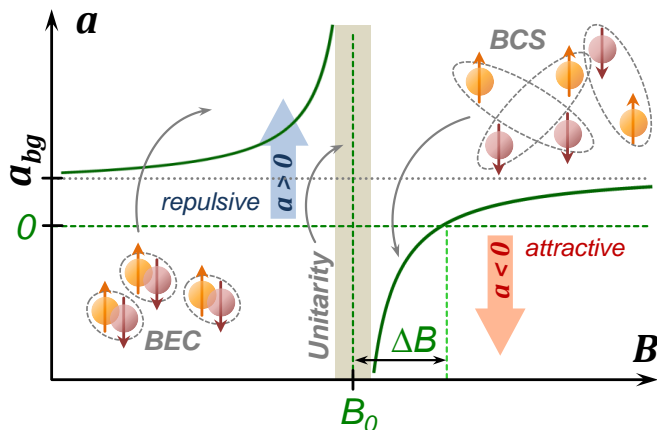 a
BCS
a_bg
repulsive
a > 0
0
Unitarity
a < 0
attractive
BEC
ΔB
B
B_0